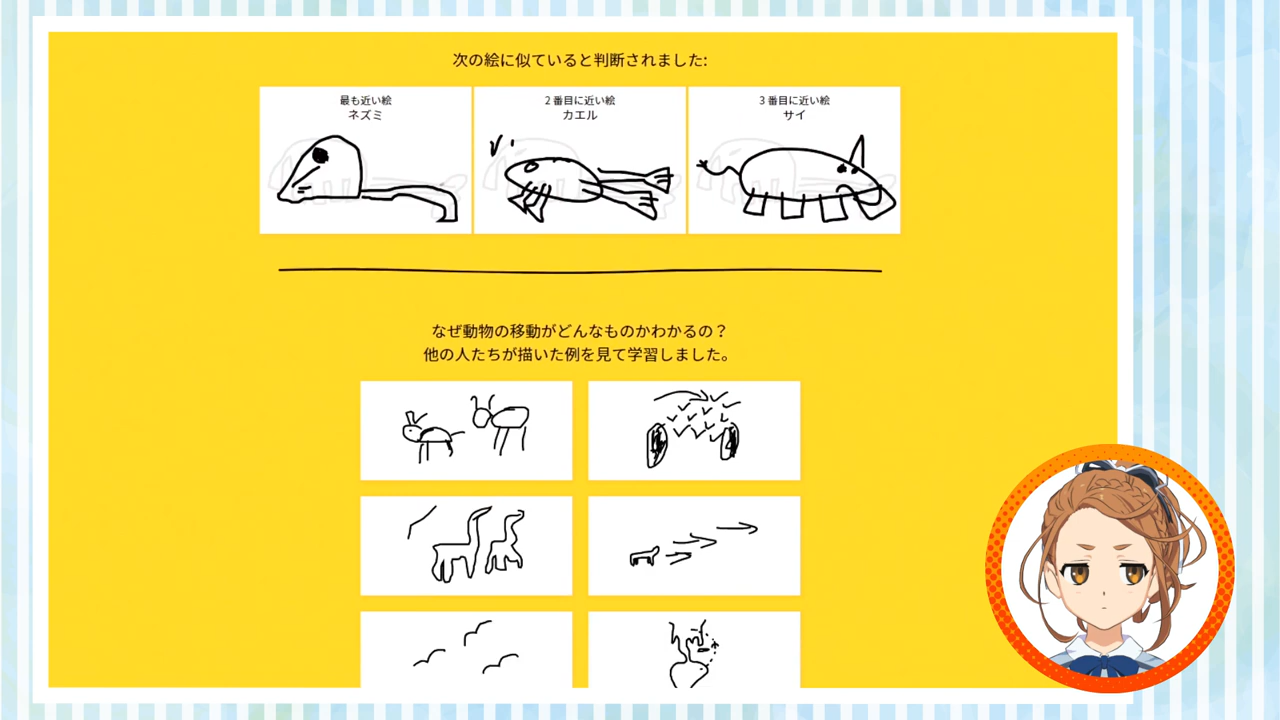 次の絵に似ていると判断されました:
最も近い絵
ネズミ
2 番目に近い絵
カエル
3 番目に近い絵
サイ
なぜ動物の移動がどんなものかわかるの？
他の人たちが描いた例を見て学習しました。